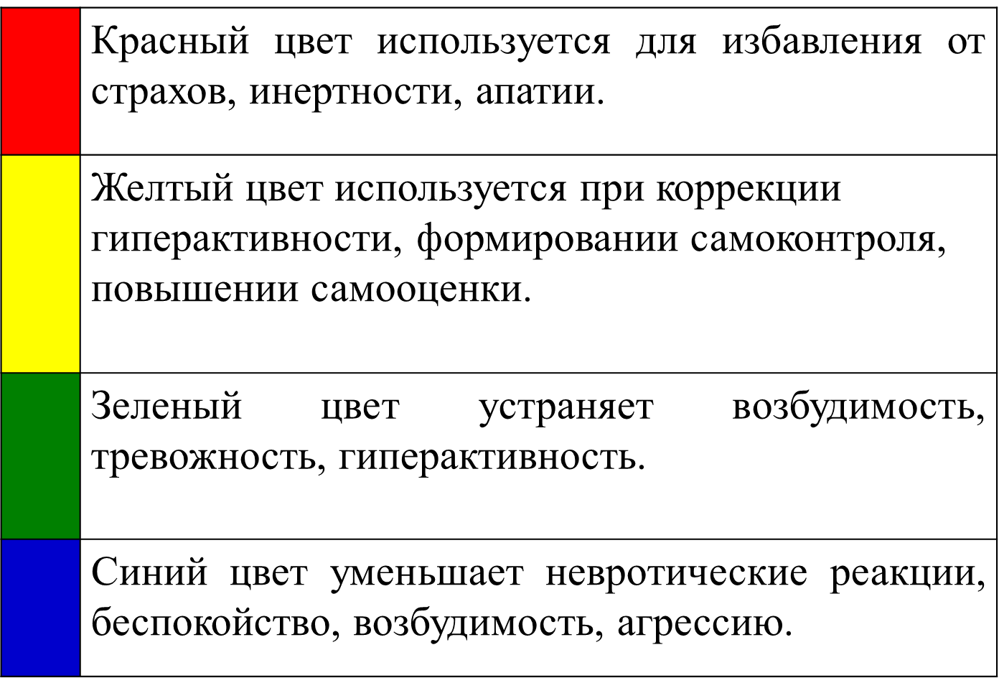 Красный цвет используется для избавления от
страхов, инертности, апатии.
Желтый цвет используется при коррекции
гиперактивности, формировании самоконтроля,
повышении самооценки.
Зеленый цвет устраняет возбудимость,
тревожность, гиперактивность.
Синий цвет уменьшает невротические реакции,
беспокойство, возбудимость, агрессию.